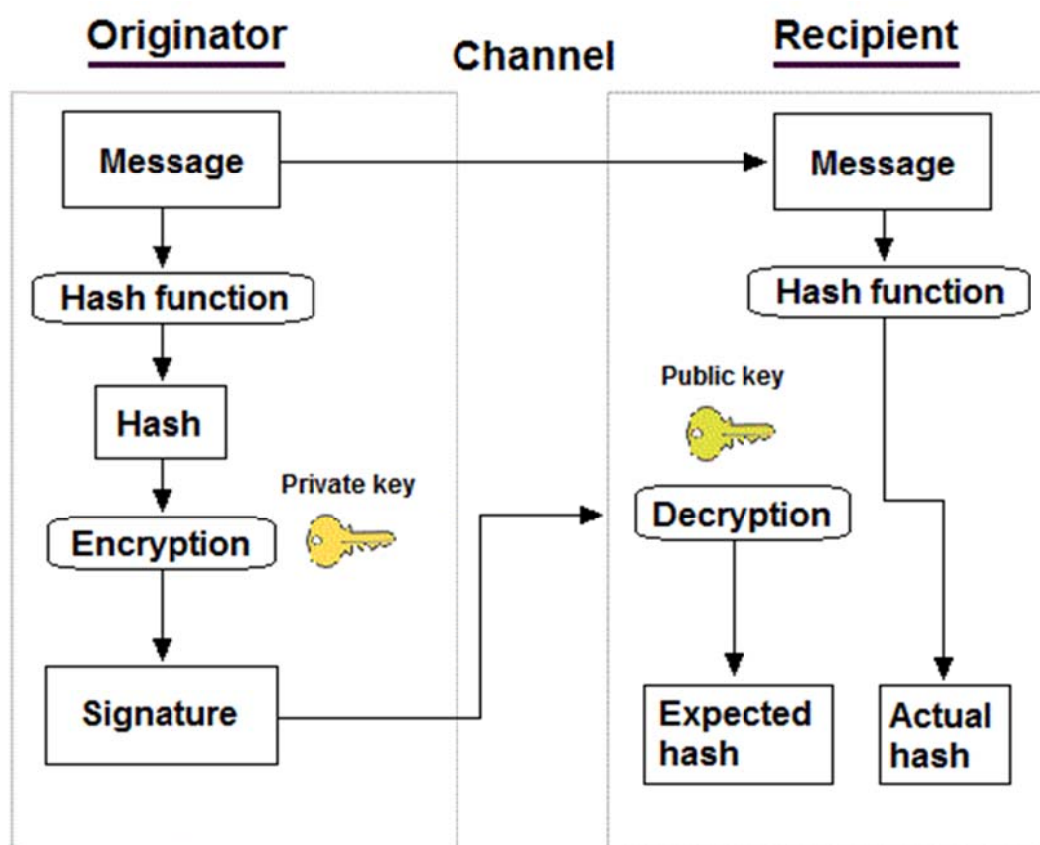 Originator
Channel
Recipient
Message
Message
Hash function
Hash function
Public key
Hash
Private key
Encryption
Decryption
Signature
Expected
hash
Actual
hash